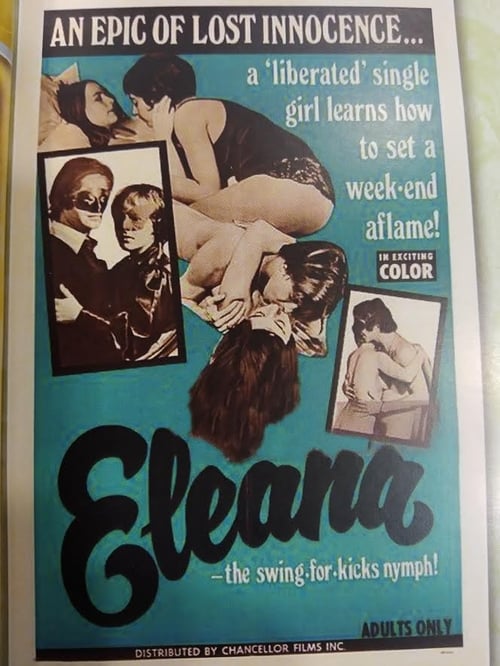 AN EPIC OF LOST INNOCENCE...
a 'liberated' single
girl learns how
to set a
week-end
aflame!
IN EXCITING
COLOR
Eleana
–the swing-for-kicks nymph!
ADULTS ONLY
DISTRIBUTED BY CHANCELLOR FILMS INC.